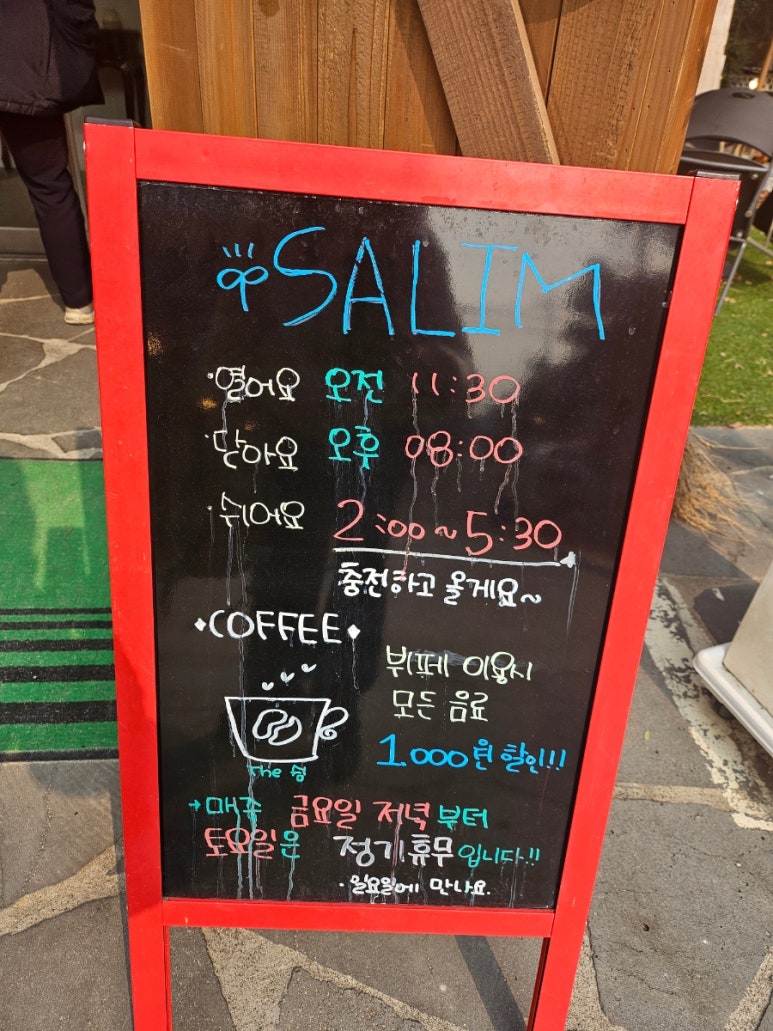 SALIM
·열어요 오전 11:30
·닫아요 오후 08:00
·쉬어요 2:00~5:30
충전하고 올게요~
COFFEE
뷔페 이용시
모든 음료
1.000원 할인!!
The 쉼
→매주 금요일 저녁부터
토요일은 정기휴무입니다!!
·일요일에 만나요.